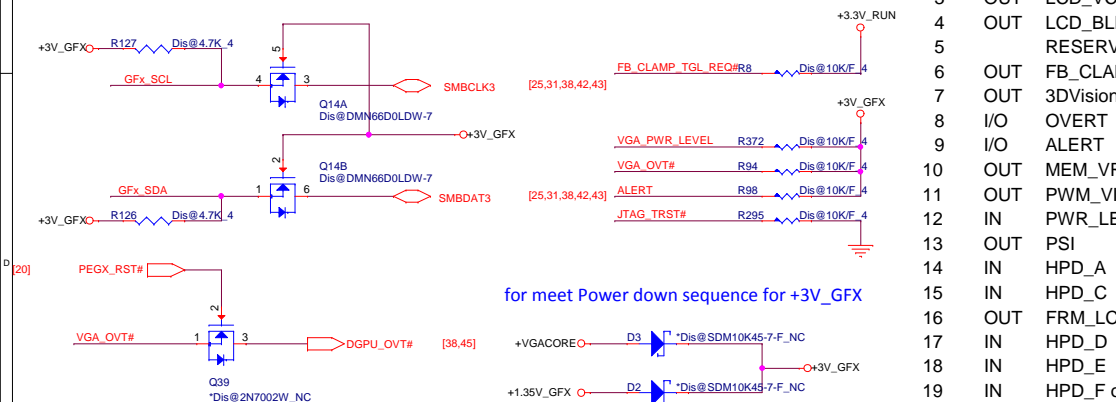 +3V_GFX R127 Dis@4.7K_4
GFx_SCL 4 5 3 SMBCLK3 [25,31,38,42,43]
Q14A
Dis@DMN66D0LDW-7
+3V_GFX
2
Q14B
Dis@DMN66D0LDW-7
GFx_SDA 1 6 SMBDAT3 [25,31,38,42,43]
+3V_GFX R126 Dis@4.7K_4
D
[20] PEGX_RST#
2
VGA_OVT# 1 3 DGPU_OVT# [38,45]
Q39
*Dis@2N7002W_NC
+3.3V_RUN
FB_CLAMP_TGL_REQ# R8 Dis@10K/F_4
+3V_GFX
VGA_PWR_LEVEL R372 Dis@10K/F_4
VGA_OVT# R94 Dis@10K/F_4
ALERT R98 Dis@10K/F_4
JTAG_TRST# R295 Dis@10K/F_4
for meet Power down sequence for +3V_GFX
+VGACORE D3 *Dis@SDM10K45-7-F_NC
+3V_GFX
+1.35V_GFX D2 *Dis@SDM10K45-7-F_NC
4 OUT LCD_BL
5 RESERV
6 OUT FB_CLA
7 OUT 3DVision
8 I/O OVERT
9 I/O ALERT
10 OUT MEM_V
11 OUT PWM_V
12 IN PWR_LE
13 OUT PSI
14 IN HPD_A
15 IN HPD_C
16 OUT FRM_LC
17 IN HPD_D
18 IN HPD_E
19 IN HPD_F